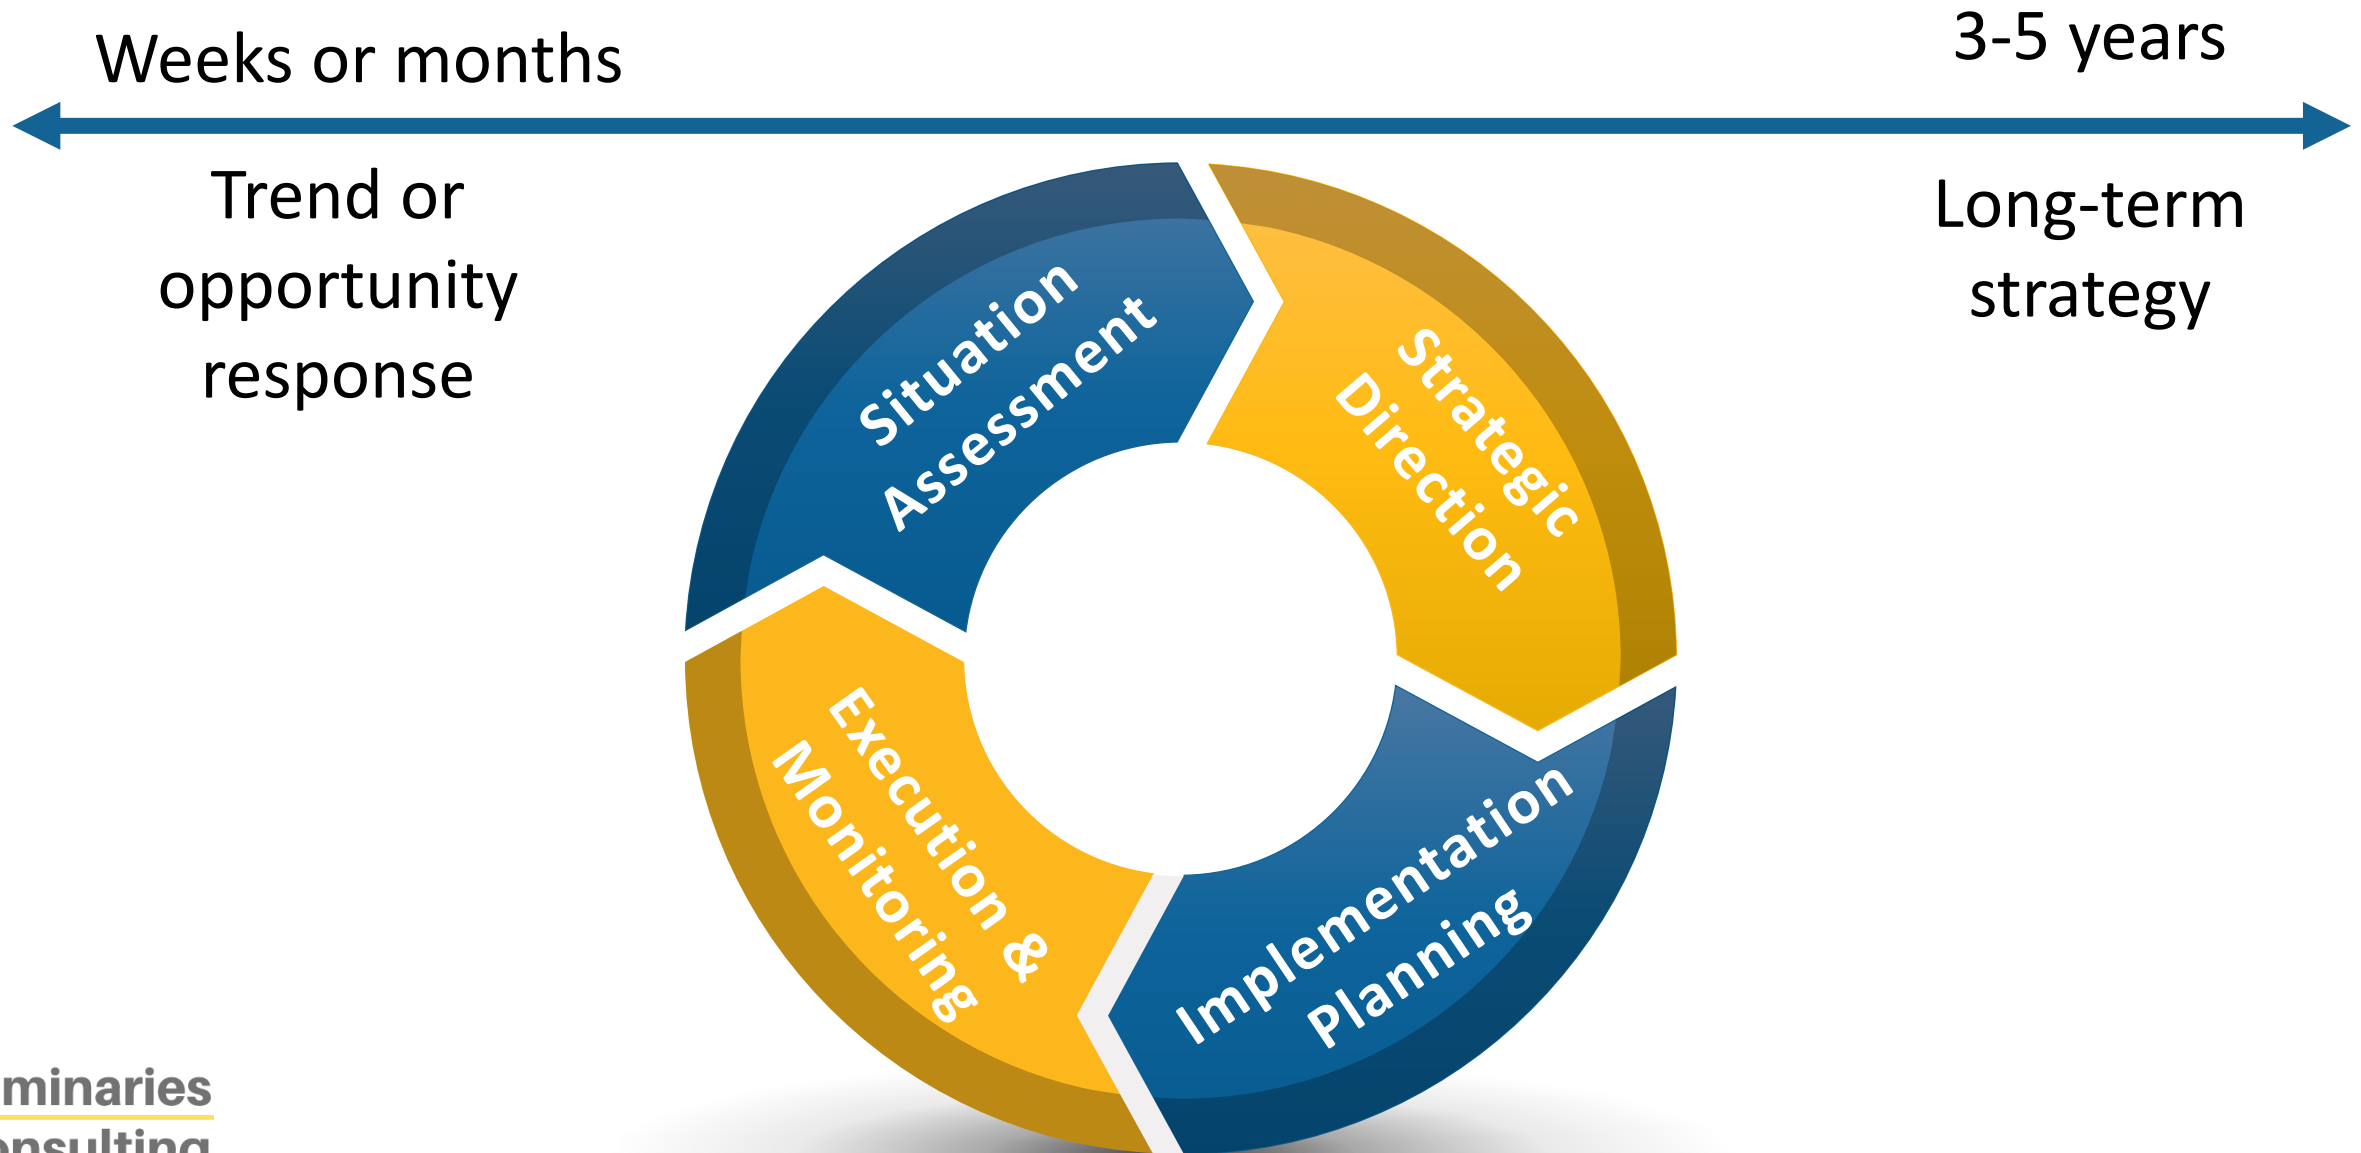 Weeks or months
3-5 years
Trend or
opportunity
response
Long-term
strategy
Situation
Assessment
Strategic
Direction
Implementation
Planning
Execution &
Monitoring
minaries
onsulting